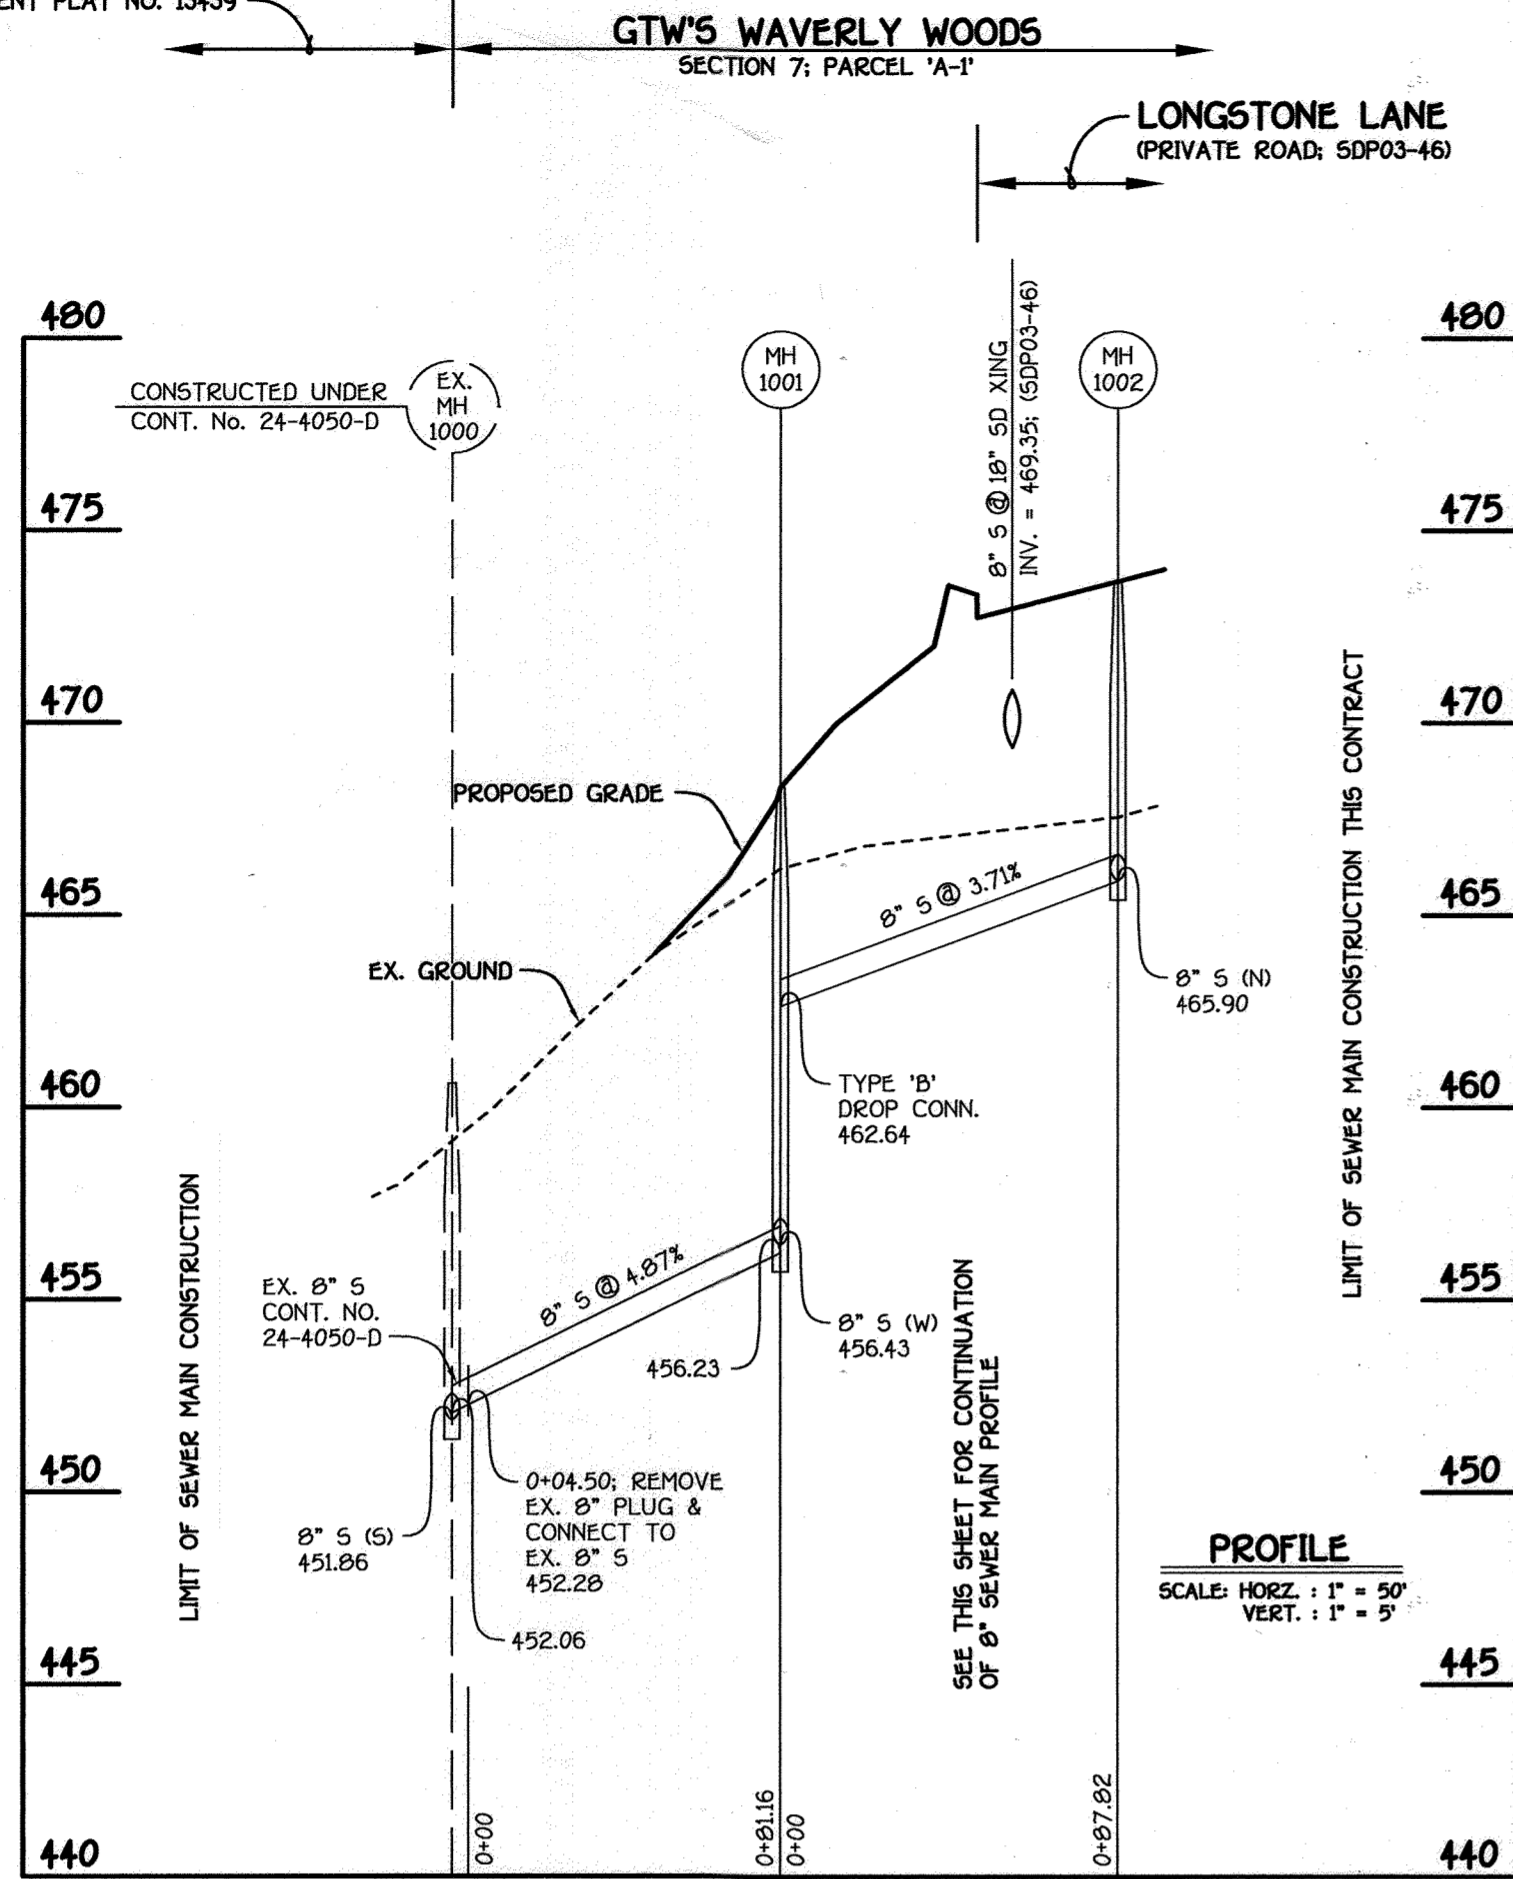 ENT PLAT NO. 13439
GTW'S WAVERLY WOODS
SECTION 7; PARCEL 'A-1'
LONGSTONE LANE
(PRIVATE ROAD; SDP03-46)
480
480
CONSTRUCTED UNDER
CONT. No. 24-4050-D
EX.
MH
1000
MH
1001
8" S @ 18" SD XING
INV. = 469.35; (SDP03-46)
MH
1002
475
475
470
470
PROPOSED GRADE
LIMIT OF SEWER MAIN CONSTRUCTION THIS CONTRACT
465
465
8" S @ 3.71%
EX. GROUND
8" S (N)
465.90
460
460
TYPE 'B'
DROP CONN.
462.64
LIMIT OF SEWER MAIN CONSTRUCTION
455
455
EX. 8" S
CONT. NO.
24-4050-D
8" S @ 4.87%
456.23
8" S (W)
456.43
SEE THIS SHEET FOR CONTINUATION
OF 8" SEWER MAIN PROFILE
450
450
8" S (S)
451.86
0+04.50; REMOVE
EX. 8" PLUG &
CONNECT TO
EX. 8" S
452.28
452.06
PROFILE
SCALE: HORZ. : 1" = 50'
VERT. : 1" = 5'
445
445
0+00
0+81.16
0+00
0+87.82
440
440